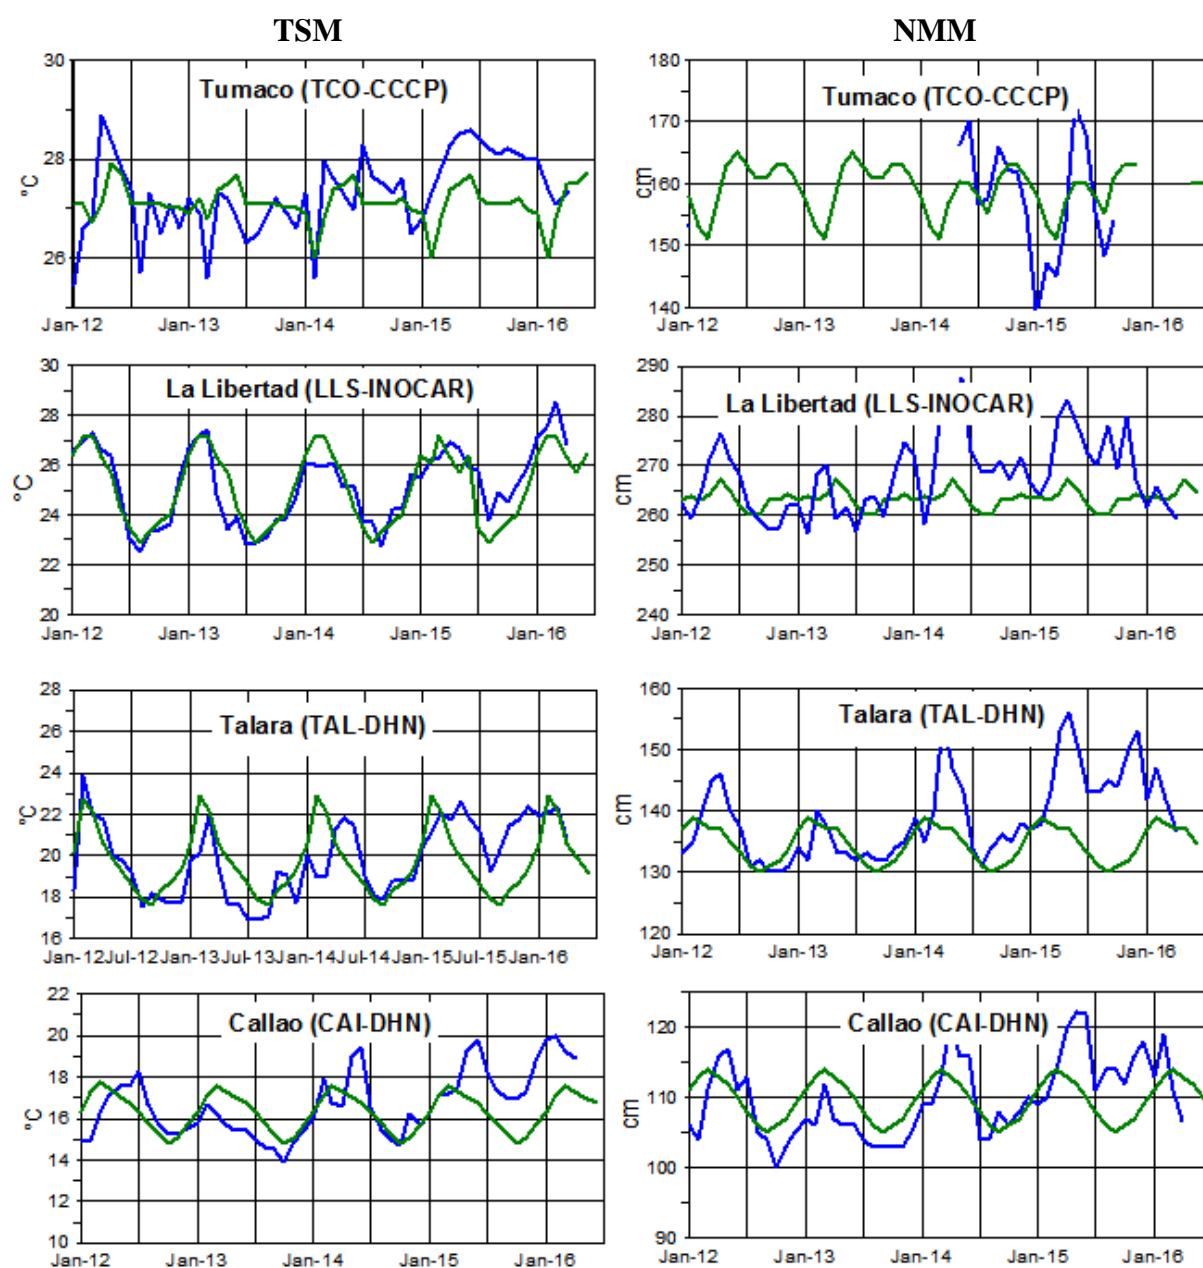 TSM
NMM
30
28
26
°C
Tumaco (TCO-CCCP)
Jan-12 Jan-13 Jan-14 Jan-15 Jan-16
180
170
160
150
140
cm
Tumaco (TCO-CCCP)
Jan-12 Jan-13 Jan-14 Jan-15 Jan-16
30
28
26
24
22
20
°C
La Libertad (LLS-INOCAR)
Jan-12 Jan-13 Jan-14 Jan-15 Jan-16
290
280
270
260
250
240
cm
La Libertad (LLS-INOCAR)
Jan-12 Jan-13 Jan-14 Jan-15 Jan-16
28
26
24
22
20
18
16
°C
Talara (TAL-DHN)
Jan-12 Jul-12 Jan-13 Jul-13 Jan-14 Jul-14 Jan-15 Jul-15 Jan-16
160
150
140
130
120
cm
Talara (TAL-DHN)
Jan-12 Jan-13 Jan-14 Jan-15 Jan-16
22
20
18
16
14
12
10
°C
Callao (CAI-DHN)
Jan-12 Jan-13 Jan-14 Jan-15 Jan-16
120
110
100
90
cm
Callao (CAI-DHN)
Jan-12 Jan-13 Jan-14 Jan-15 Jan-16